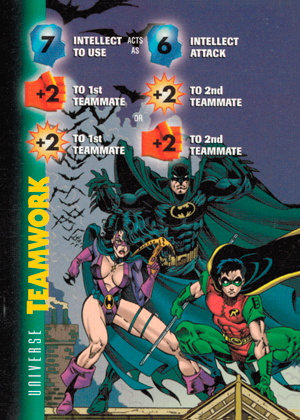 7 INTELLECT TO USE ACTS AS 6 INTELLECT ATTACK
+2 TO 1st TEAMMATE +2 TO 2nd TEAMMATE
OR
+2 TO 1st TEAMMATE +2 TO 2nd TEAMMATE
UNIVERSE TEAMWORK